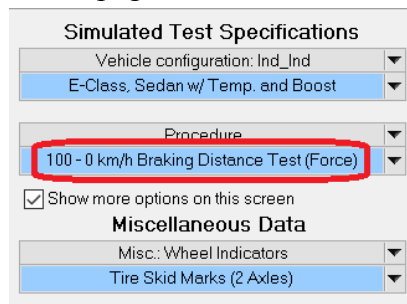 Simulated Test Specifications
Vehicle configuration: Ind_Ind
E-Class, Sedan w/ Temp. and Boost
Procedure
100 - 0 km/h Braking Distance Test (Force)
Show more options on this screen
Miscellaneous Data
Misc.: Wheel Indicators
Tire Skid Marks (2 Axles)